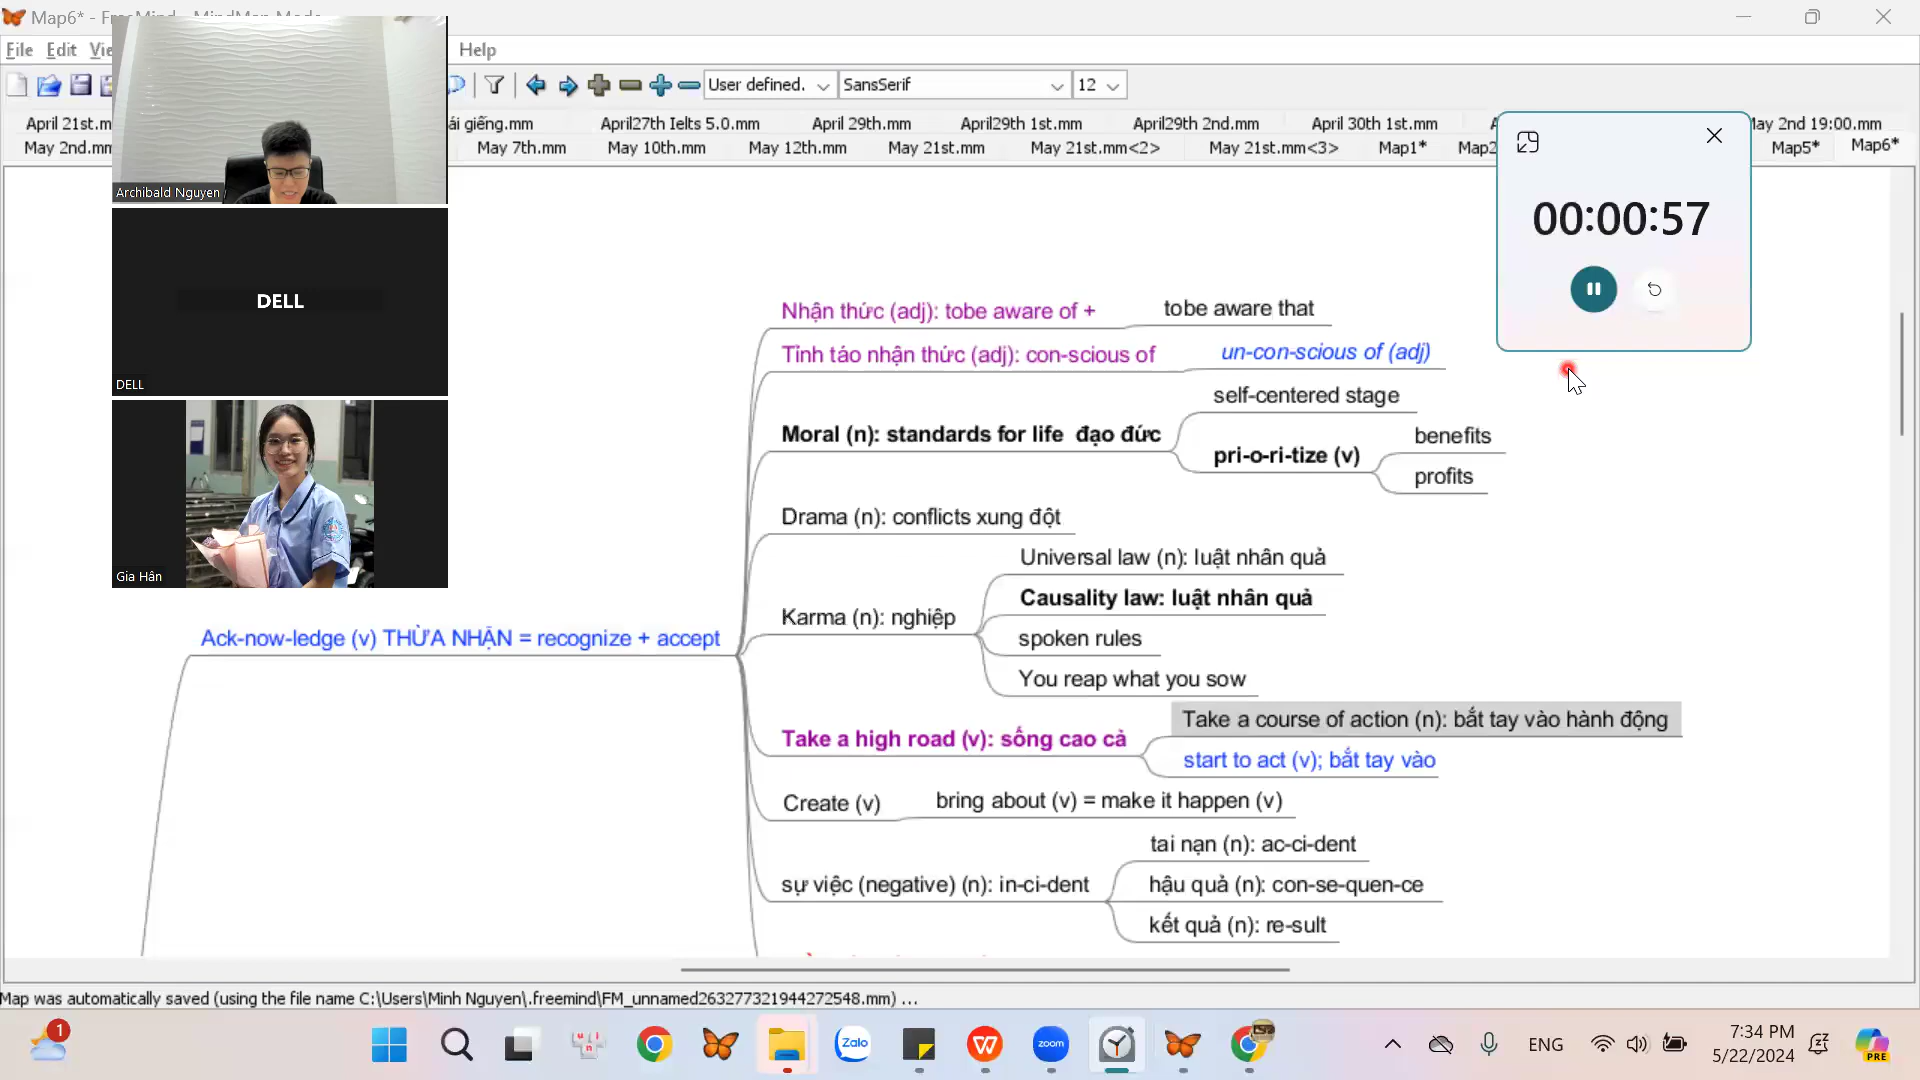 Map6* - FreeMind - MindMap Mode
File Edit Vie Help
User defined. SansSerif 12
April 21st.m ái giếng.mm April27th Ielts 5.0.mm April 29th.mm April29th 1st.mm April29th 2nd.mm April 30th 1st.mm May 2nd 19:00.mm
May 2nd.mm May 7th.mm May 10th.mm May 12th.mm May 21st.mm May 21st.mm<2> May 21st.mm<3> Map1* Map2 Map5* Map6*
Archibald Nguyen
DELL
DELL
Gia Hân
00:00:57
Nhận thức (adj): tobe aware of + tobe aware that
Tỉnh táo nhận thức (adj): con-scious of un-con-scious of (adj)
self-centered stage
Moral (n): standards for life đạo đức
pri-o-ri-tize (v)
benefits
profits
Drama (n): conflicts xung đột
Universal law (n): luật nhân quả
Causality law: luật nhân quả
Karma (n): nghiệp
spoken rules
You reap what you sow
Ack-now-ledge (v) THỪA NHẬN = recognize + accept
Take a course of action (n): bắt tay vào hành động
Take a high road (v): sống cao cả
start to act (v); bắt tay vào
Create (v) bring about (v) = make it happen (v)
tai nạn (n): ac-ci-dent
sự việc (negative) (n): in-ci-dent
hậu quả (n): con-se-quen-ce
kết quả (n): re-sult
Map was automatically saved (using the file name C:\Users\Minh Nguyen\.freemind\FM_unnamed263277321944272548.mm) ...
1
Zalo
zoom
ENG
7:34 PM
5/22/2024
PRE